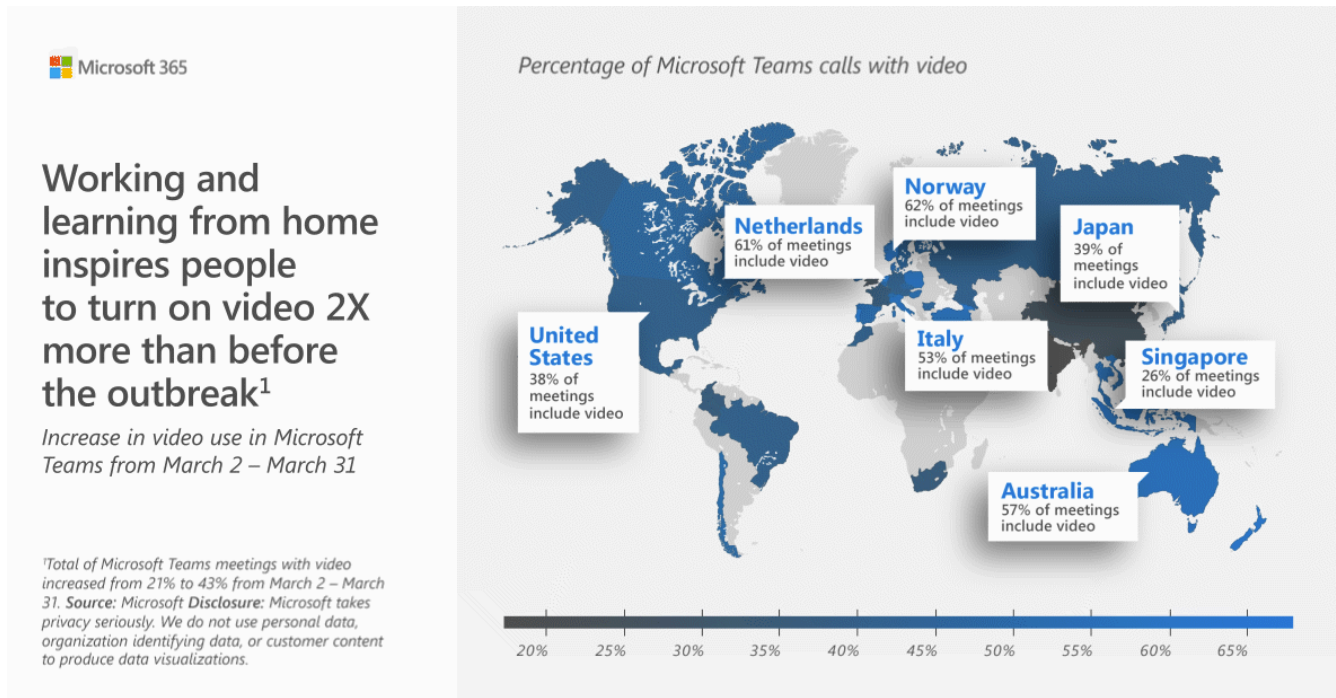 Microsoft 365
Working and
learning from home
inspires people
to turn on video 2X
more than before
the outbreak¹
Increase in video use in Microsoft
Teams from March 2 – March 31
¹Total of Microsoft Teams meetings with video
increased from 21% to 43% from March 2 – March
31. Source: Microsoft Disclosure: Microsoft takes
privacy seriously. We do not use personal data,
organization identifying data, or customer content
to produce data visualizations.
Percentage of Microsoft Teams calls with video
Norway
62% of meetings
include video
Netherlands
61% of meetings
include video
Japan
39% of
meetings
include video
United
States
38% of
meetings
include video
Italy
53% of meetings
include video
Singapore
26% of meetings
include video
Australia
57% of meetings
include video
20% 25% 30% 35% 40% 45% 50% 55% 60% 65%